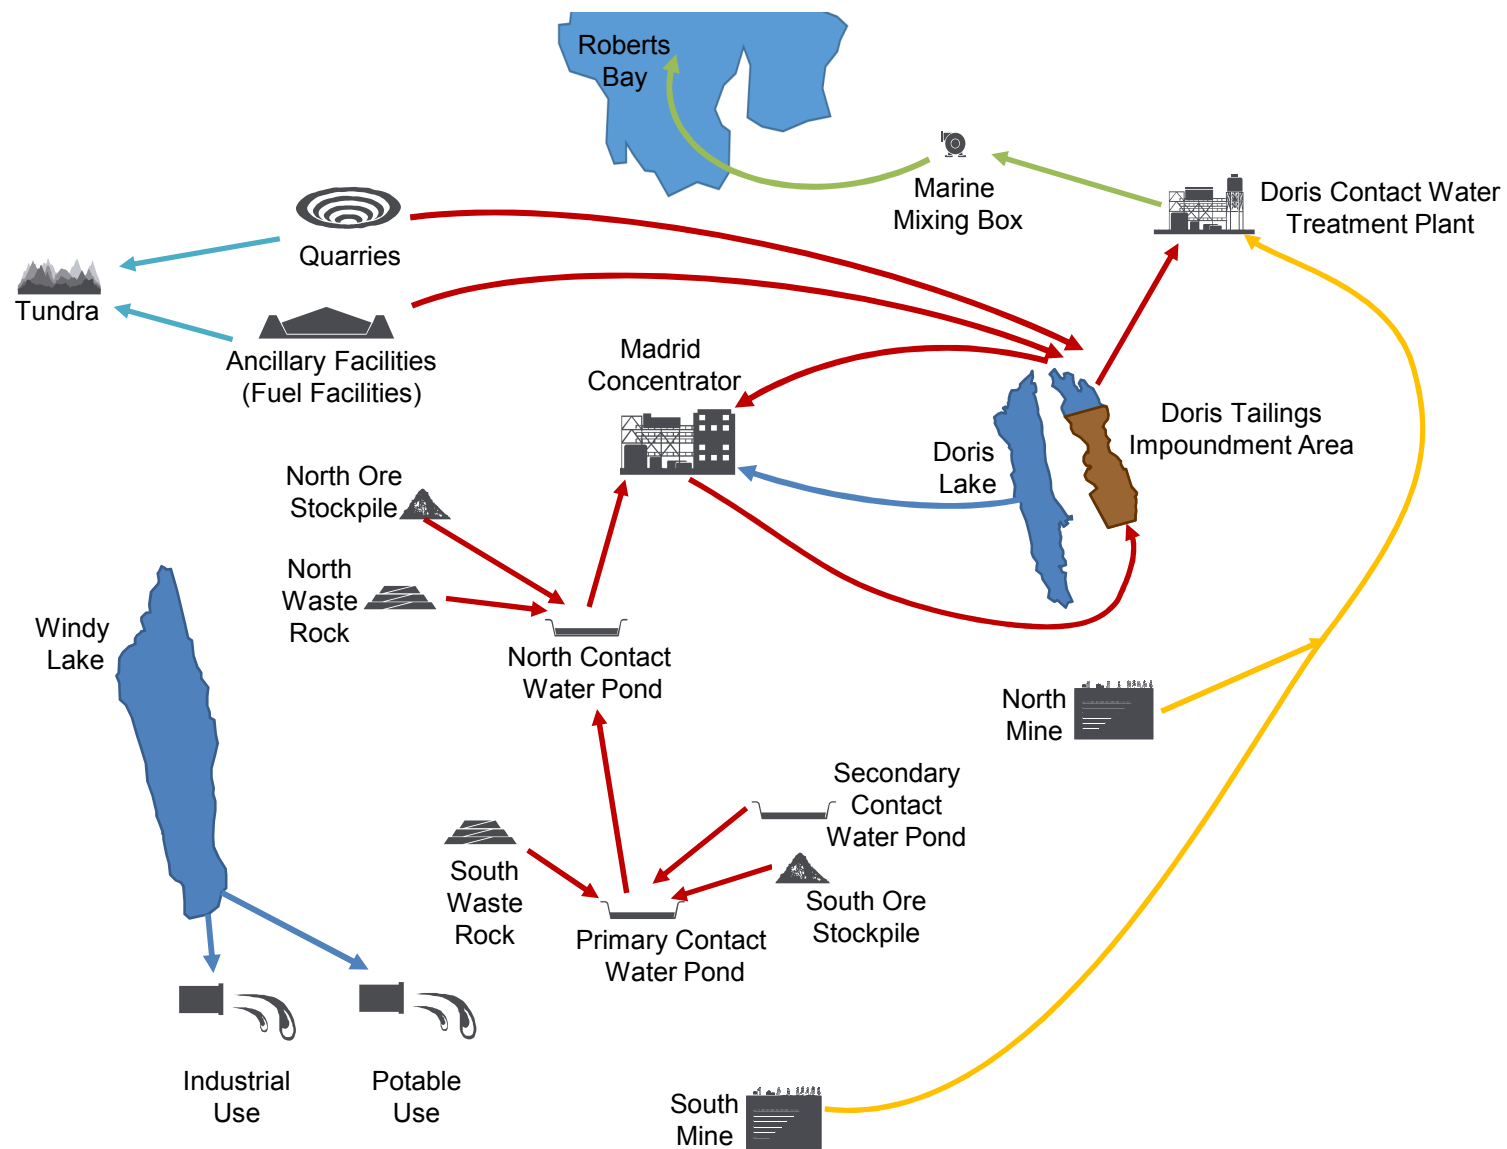 Roberts
Bay
Marine
Mixing Box
Doris Contact Water
Treatment Plant
Quarries
Tundra
Ancillary Facilities
(Fuel Facilities)
Madrid
Concentrator
Doris Tailings
Impoundment Area
Doris
Lake
North Ore
Stockpile
North
Waste
Rock
Windy
Lake
North Contact
Water Pond
North
Mine
Secondary
Contact
Water Pond
South
Waste
Rock
South Ore
Stockpile
Primary Contact
Water Pond
Industrial
Use
Potable
Use
South
Mine